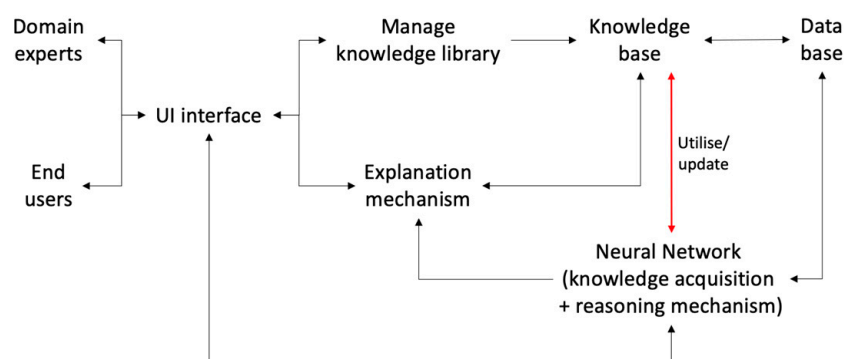 Domain
experts
Manage
knowledge library
Knowledge
base
Data
base
UI interface
Utilise/
update
End
users
Explanation
mechanism
Neural Network
(knowledge acquisition
+ reasoning mechanism)